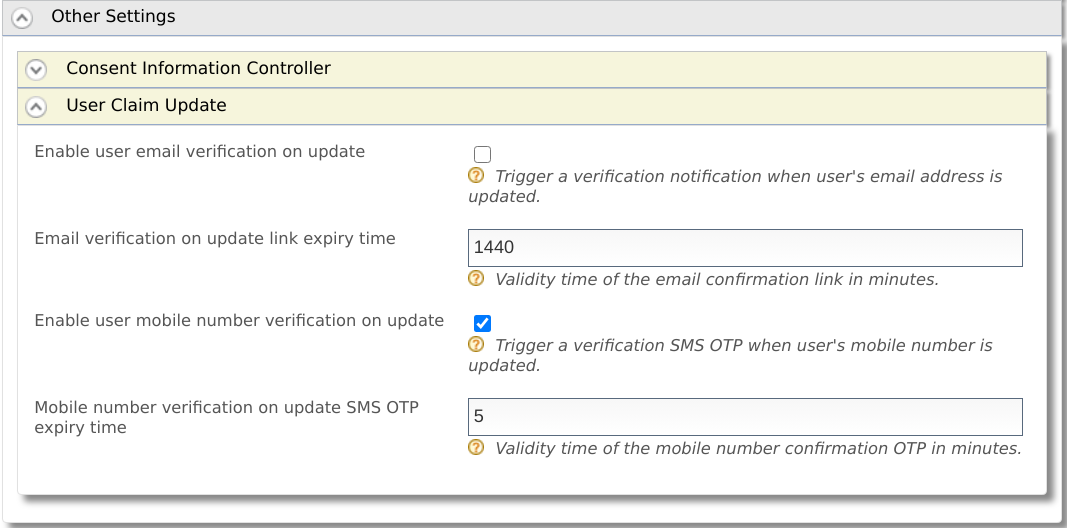 Other Settings
Consent Information Controller
User Claim Update
Enable user email verification on update
Trigger a verification notification when user's email address is
updated.
Email verification on update link expiry time
1440
Validity time of the email confirmation link in minutes.
Enable user mobile number verification on update
Trigger a verification SMS OTP when user's mobile number is
updated.
Mobile number verification on update SMS OTP
expiry time
5
Validity time of the mobile number confirmation OTP in minutes.